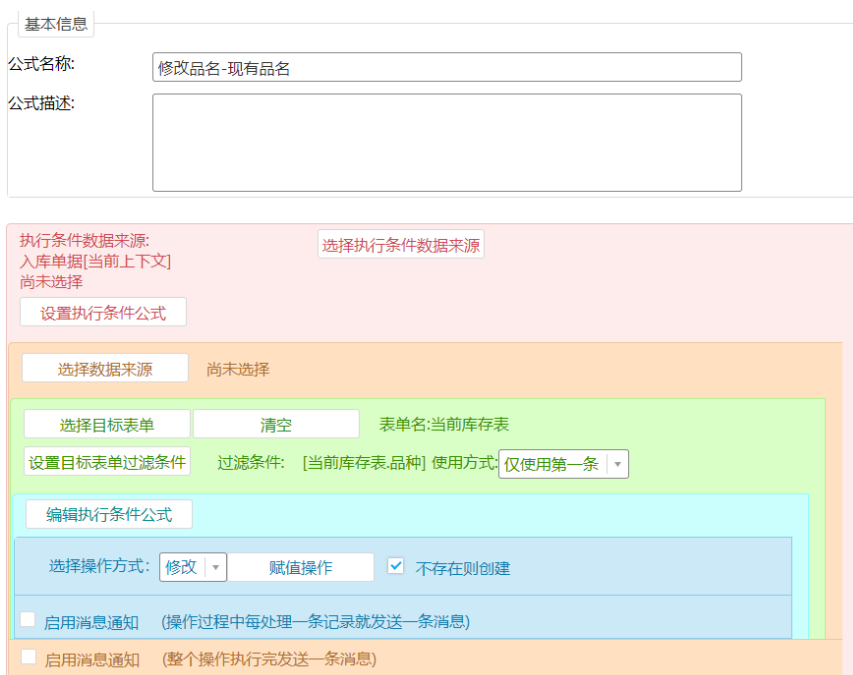 基本信息
公式名称:
修改品名-现有品名
公式描述:
执行条件数据来源:
选择执行条件数据来源
入库单据[当前上下文]
尚未选择
设置执行条件公式
选择数据来源 尚未选择
选择目标表单 清空 表单名:当前库存表
设置目标表单过滤条件 过滤条件: [当前库存表.品种] 使用方式: 仅使用第一条
编辑执行条件公式
选择操作方式: 修改 赋值操作 不存在则创建
启用消息通知 (操作过程中每处理一条记录就发送一条消息)
启用消息通知 (整个操作执行完发送一条消息)